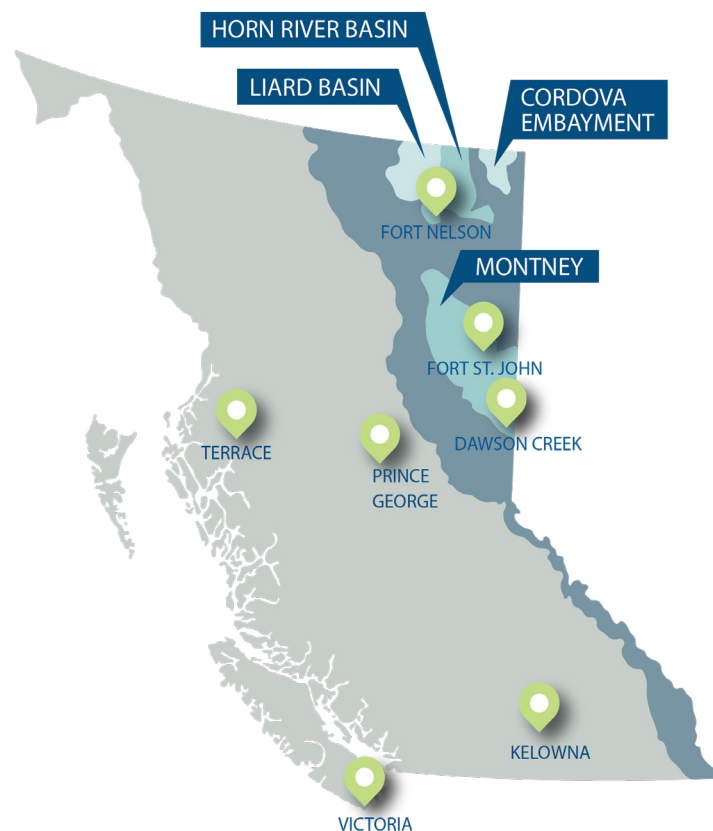 HORN RIVER BASIN
LIARD BASIN
CORDOVA
EMBAYMENT
FORT NELSON
MONTNEY
FORT ST. JOHN
DAWSON CREEK
TERRACE
PRINCE
GEORGE
KELOWNA
VICTORIA